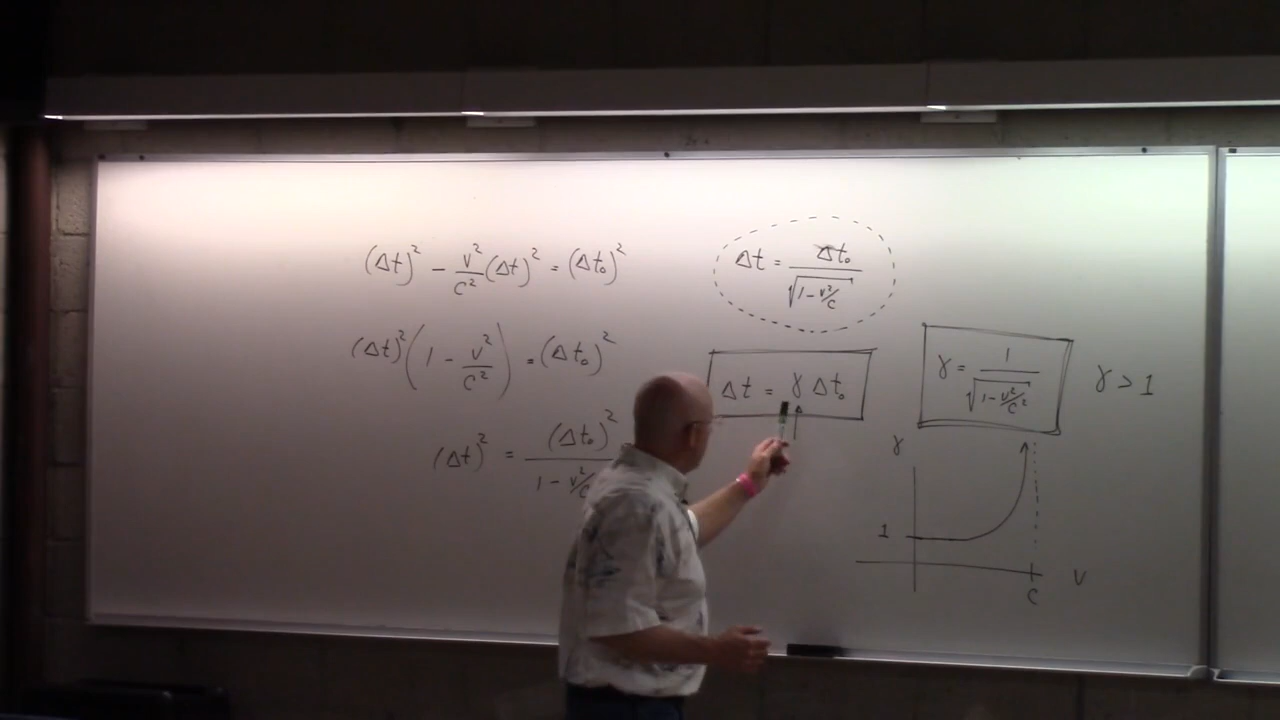 (Δt)² − v²/c² (Δt)² = (Δt₀)²
(Δt)² (1 − v²/c²) = (Δt₀)²
(Δt)² = (Δt₀)² / 1 − v²/c
Δt = Δt₀ / √1 − v²/c
Δt = γ Δt₀
γ = 1 / √1 − v²/c²
γ > 1
γ
1
v
c